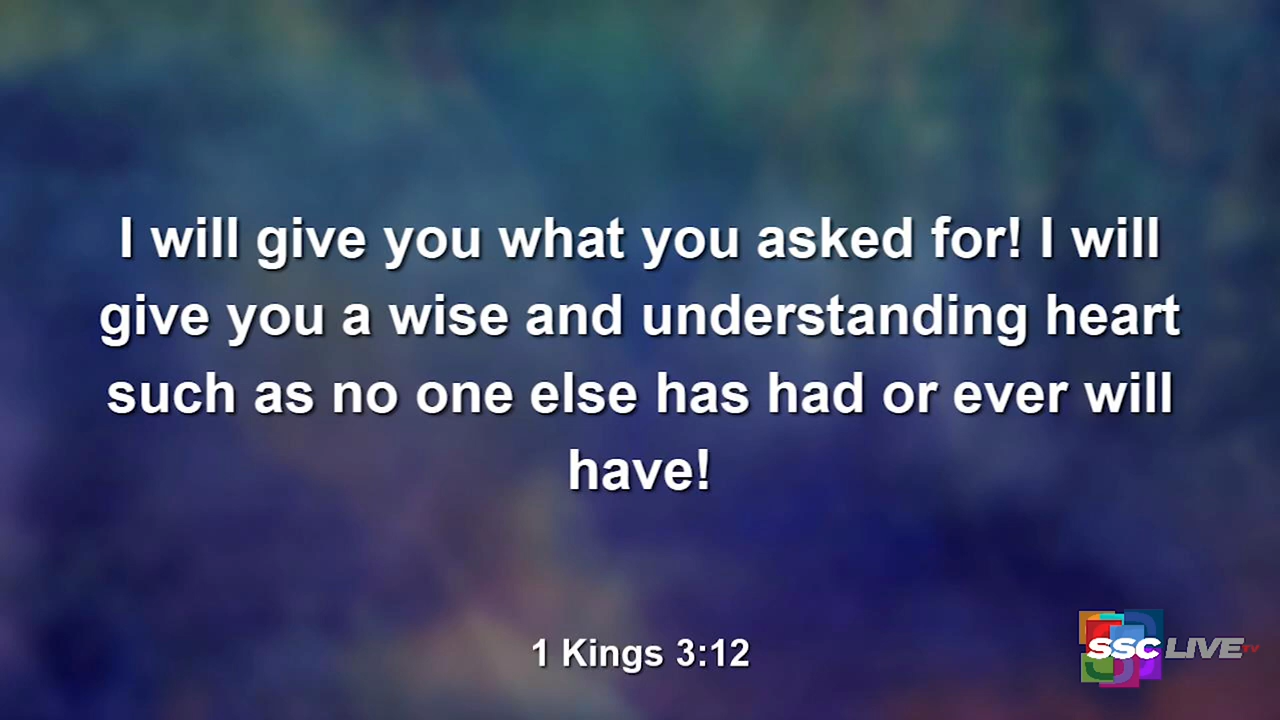 I will give you what you asked for! I will
give you a wise and understanding heart
such as no one else has had or ever will
have!
1 Kings 3:12
SSC LIVE TV